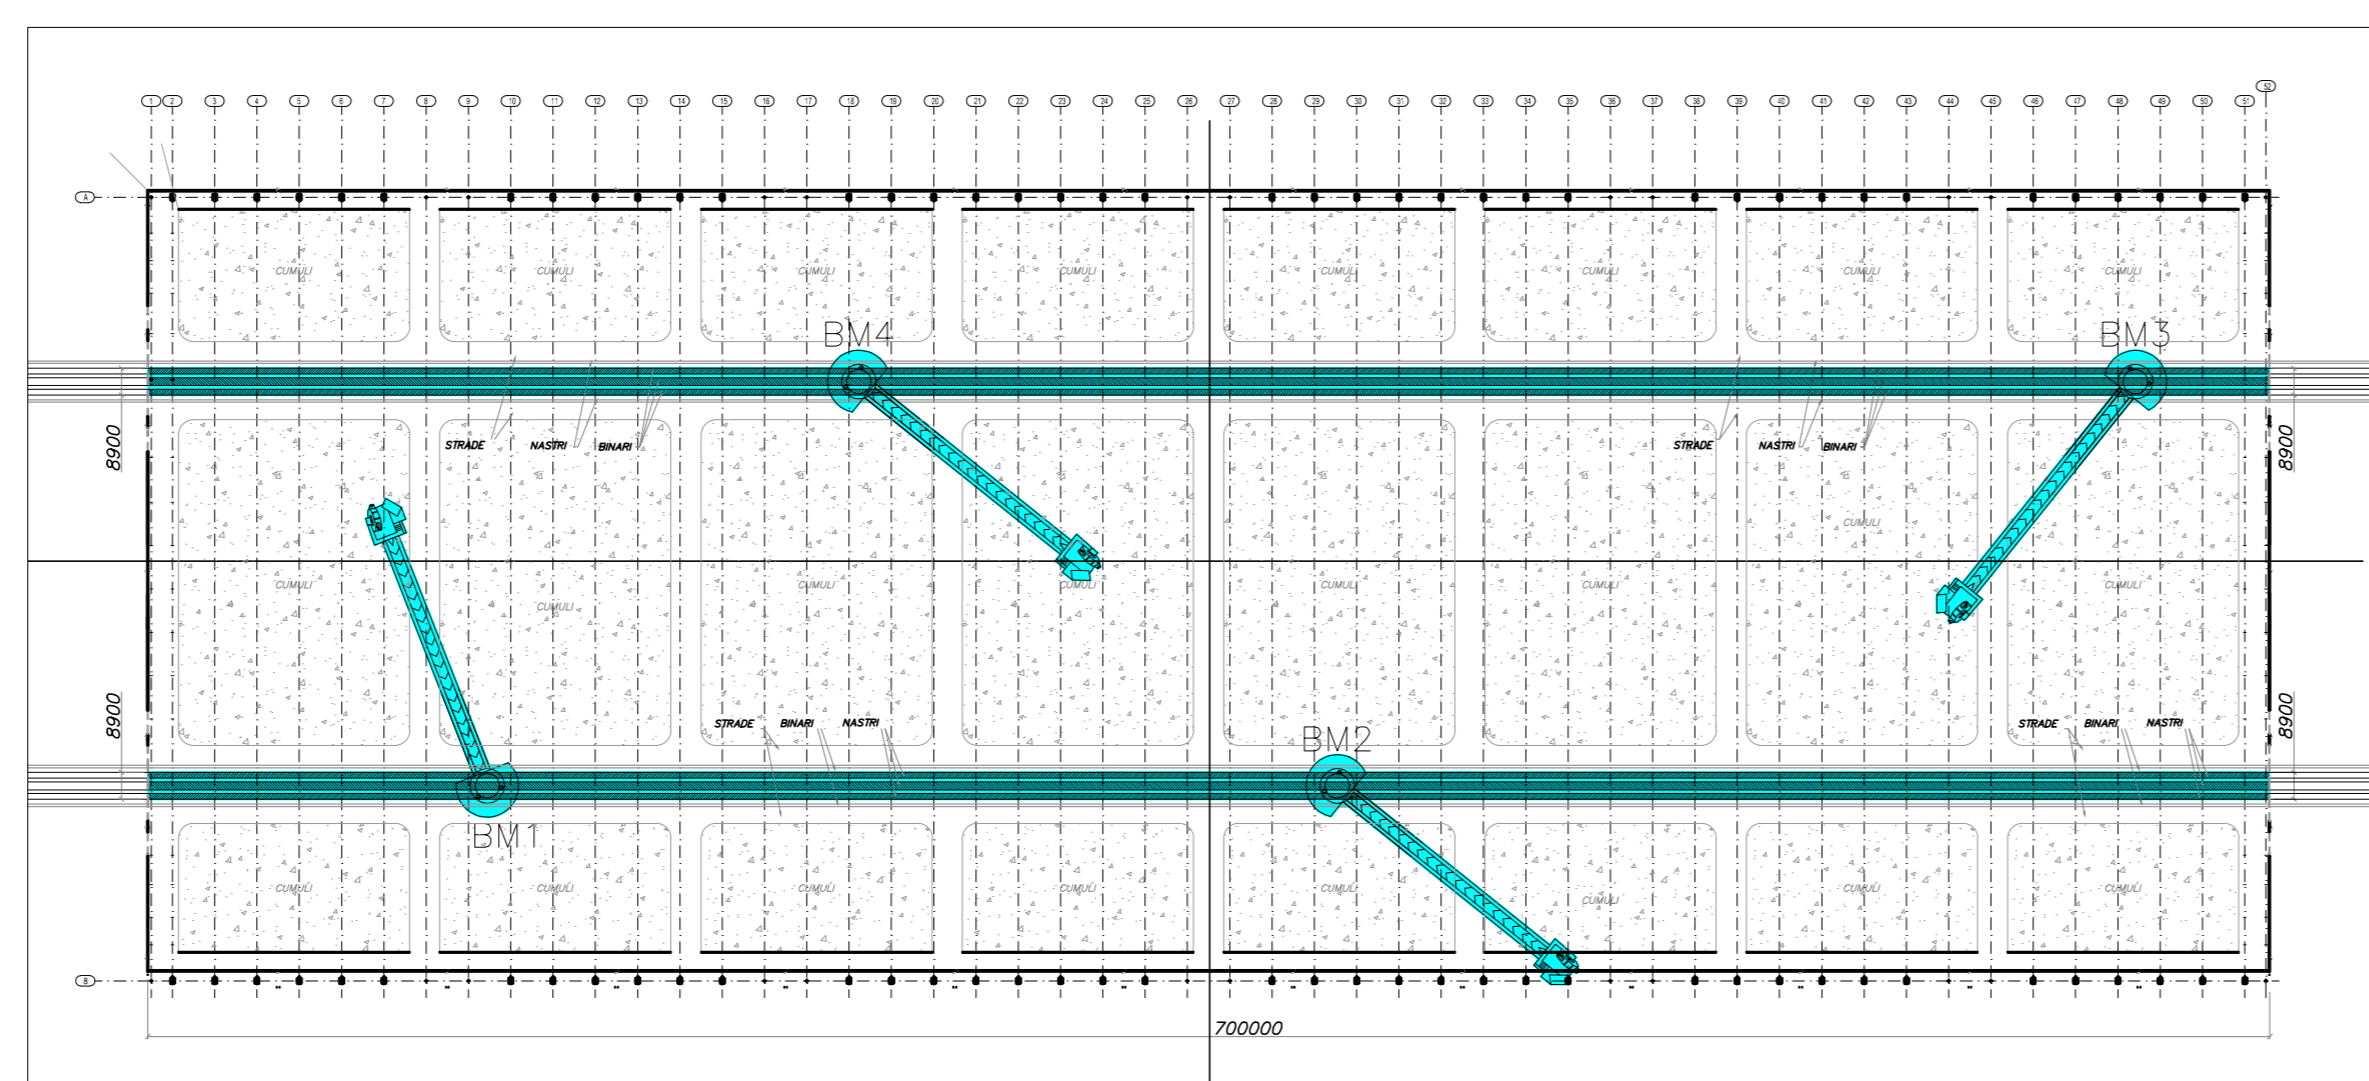 1 2 3 4 5 6 7 8 9 10 11 12 13 14 15 16 17 18 19 20 21 22 23 24 25 26 27 28 29 30 31 32 33 34 35 36 37 38 39 40 41 42 43 44 45 46 47 48 49 50 51 52
A
CUMULI CUMULI CUMULI CUMULI CUMULI CUMULI CUMULI CUMULI
BM4 BM3
8900 STRADE NASTRI BINARI STRADE NASTRI BINARI 8900
CUMULI
CUMULI CUMULI CUMULI CUMULI CUMULI CUMULI
CUMULI
8900 STRADE BINARI NASTRI STRADE BINARI NASTRI 8900
BM2
BM1
CUMULI CUMULI CUMULI CUMULI CUMULI CUMULI CUMULI
CUMULI
B
700000